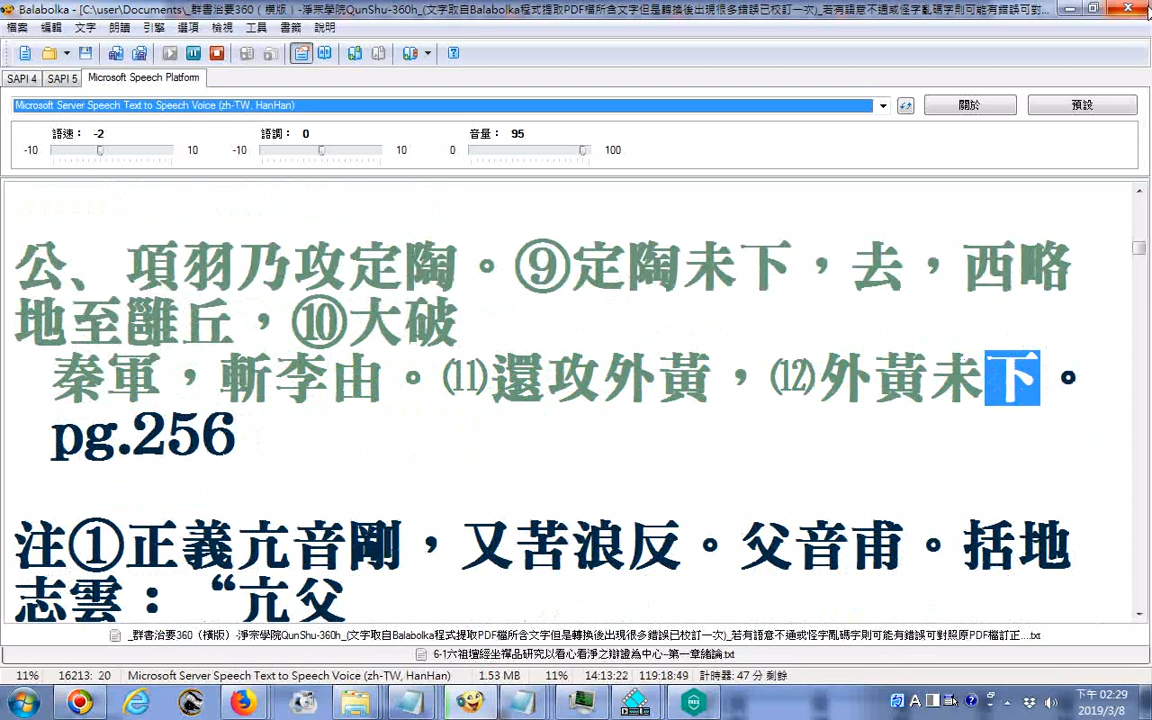 Balabolka - [C:\user\Documents\_群書治要360（橫版）-淨宗學院QunShu-360h_(文字取自Balabolka程式提取PDF檔所含文字但是轉換後出現很多錯誤已校訂一次)_若有語意不通或怪字亂碼字則可能有錯誤可對...
檔案 編輯 文字 朗讀 引擎 選項 檢視 工具 書籤 說明
SAPI 4 SAPI 5 Microsoft Speech Platform
Microsoft Server Speech Text to Speech Voice (zh-TW, HanHan)
關於 預設
語速： -2 語調： 0 音量： 95
-10 10 -10 10 0 100
公、項羽乃攻定陶。⑨定陶未下，去，西略
地至雝丘，⑩大破
秦軍，斬李由。⑾還攻外黃，⑿外黃未下。
pg.256
注①正義亢音剛，又苦浪反。父音甫。括地
志雲：“亢父
_群書治要360（橫版）-淨宗學院QunShu-360h_(文字取自Balabolka程式提取PDF檔所含文字但是轉換後出現很多錯誤已校訂一次)_若有語意不通或怪字亂碼字則可能有錯誤可對照原PDF檔訂正....txt
6-1六祖壇經坐禪品研究以看心看淨之辯證為中心--第一章緒論.txt
11% 16213: 20 Microsoft Server Speech Text to Speech Voice (zh-TW, HanHan) 1.53 MB 11% 14:13:22 119:18:49 計時器: 47 分 剩餘
下午 02:29
2019/3/8